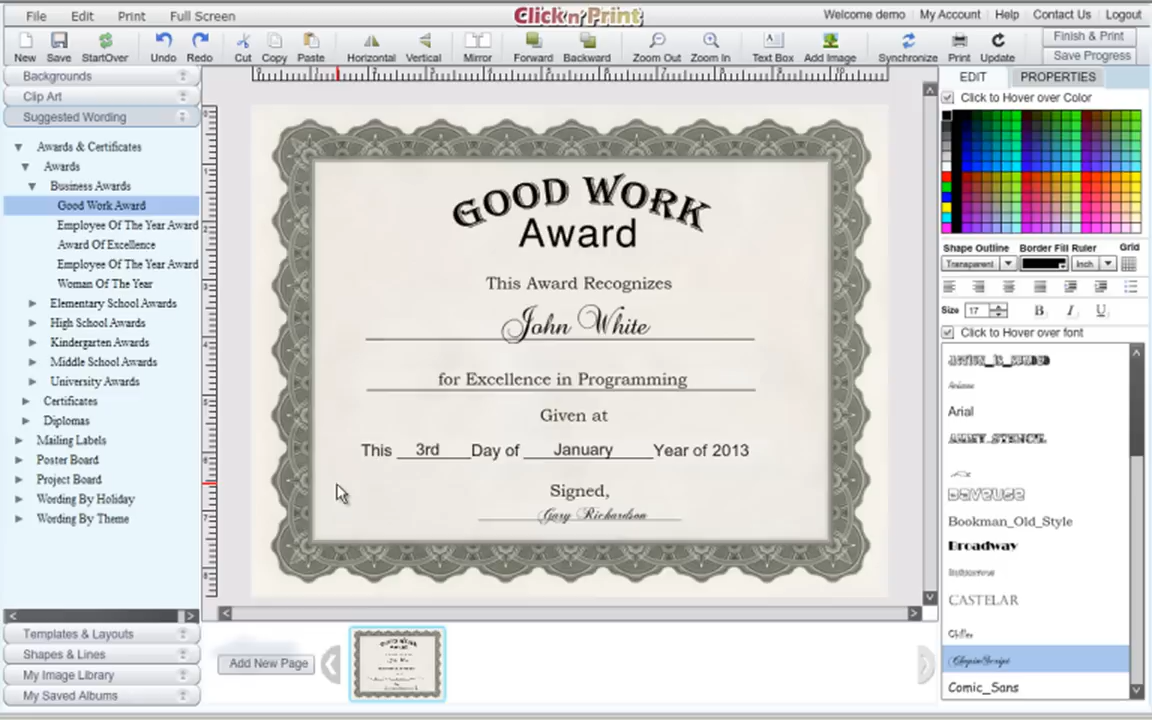 File Edit Print Full Screen
Click n' Print
Welcome demo My Account Help Contact Us Logout
New Save StartOver Undo Redo Cut Copy Paste Horizontal Vertical Mirror Forward Backward Zoom Out Zoom In Text Box Add Image Synchronize Print Update
Finish & Print
Save Progress
Backgrounds
Clip Art
Suggested Wording
Awards & Certificates
Awards
Business Awards
Good Work Award
Employee Of The Year Award
Award Of Excellence
Employee Of The Year Award
Woman Of The Year
Elementary School Awards
High School Awards
Kindergarten Awards
Middle School Awards
University Awards
Certificates
Diplomas
Mailing Labels
Poster Board
Project Board
Wording By Holiday
Wording By Theme
Templates & Layouts
Shapes & Lines
My Image Library
My Saved Albums
GOOD WORK
Award
This Award Recognizes
John White
for Excellence in Programming
Given at
This 3rd Day of January Year of 2013
Signed,
Gary Richardson
Add New Page
EDIT PROPERTIES
Click to Hover over Color
Shape Outline Border Fill Ruler Grid
Transparent Inch
Size 17 B I U
Click to Hover over font
Arial
Bookman_Old_Style
Broadway
CASTELAR
Chiller
ChopinScript
Comic_Sans